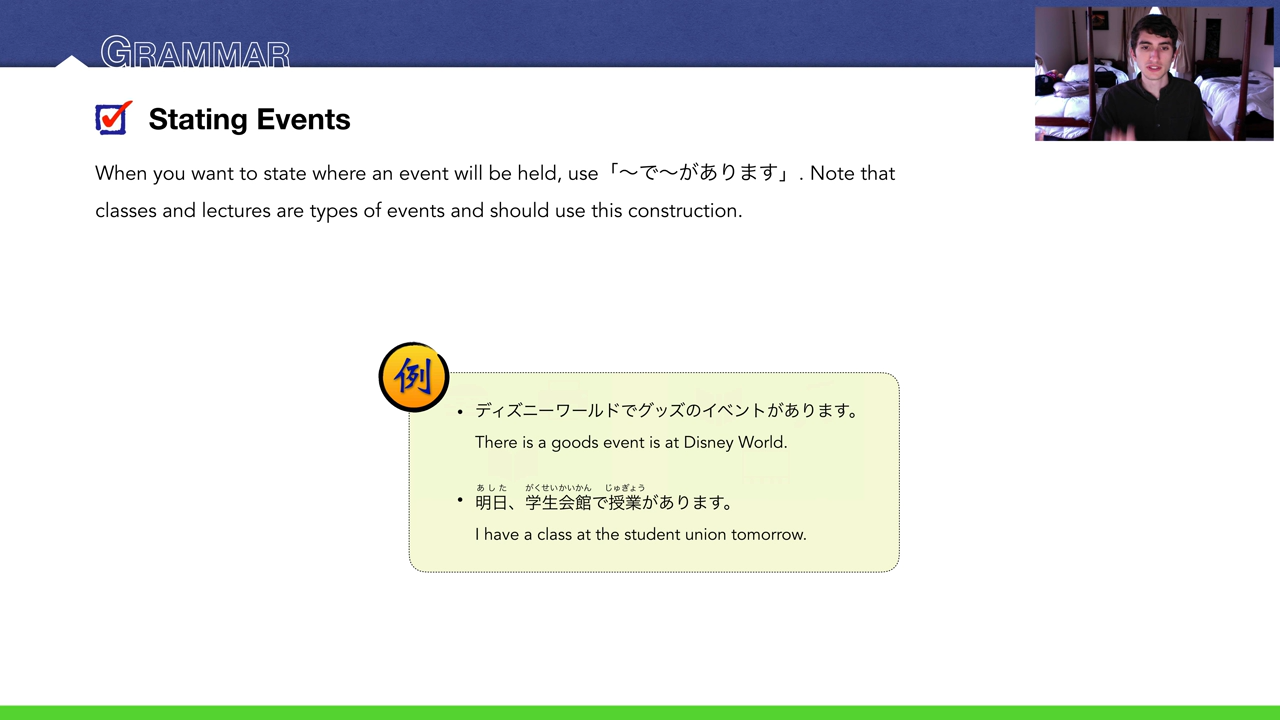 GRAMMAR
Stating Events
When you want to state where an event will be held, use「〜で〜があります」. Note that
classes and lectures are types of events and should use this construction.
例
• ディズニーワールドでグッズのイベントがあります。
There is a goods event is at Disney World.
あした がくせいかいかん じゅぎょう
• 明日、学生会館で授業があります。
I have a class at the student union tomorrow.